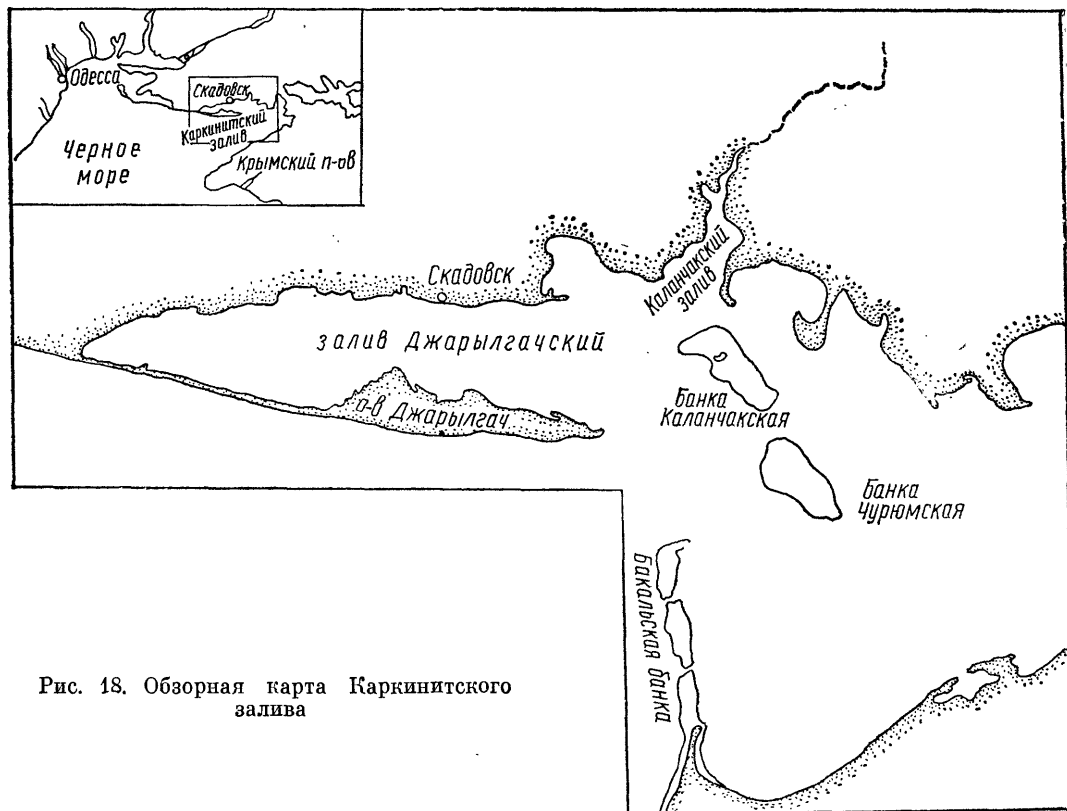 Одесса
Скадовск
Каркинитский
залив
Черное
море
Крымский п-ов
Скадовск
Каланчакский
залив
залив Джарылгачский
о-в Джарылгач
Банка
Каланчакская
Банка
Чурюмская
Бакальская банка
Рис. 18. Обзорная карта Каркинитского
залива